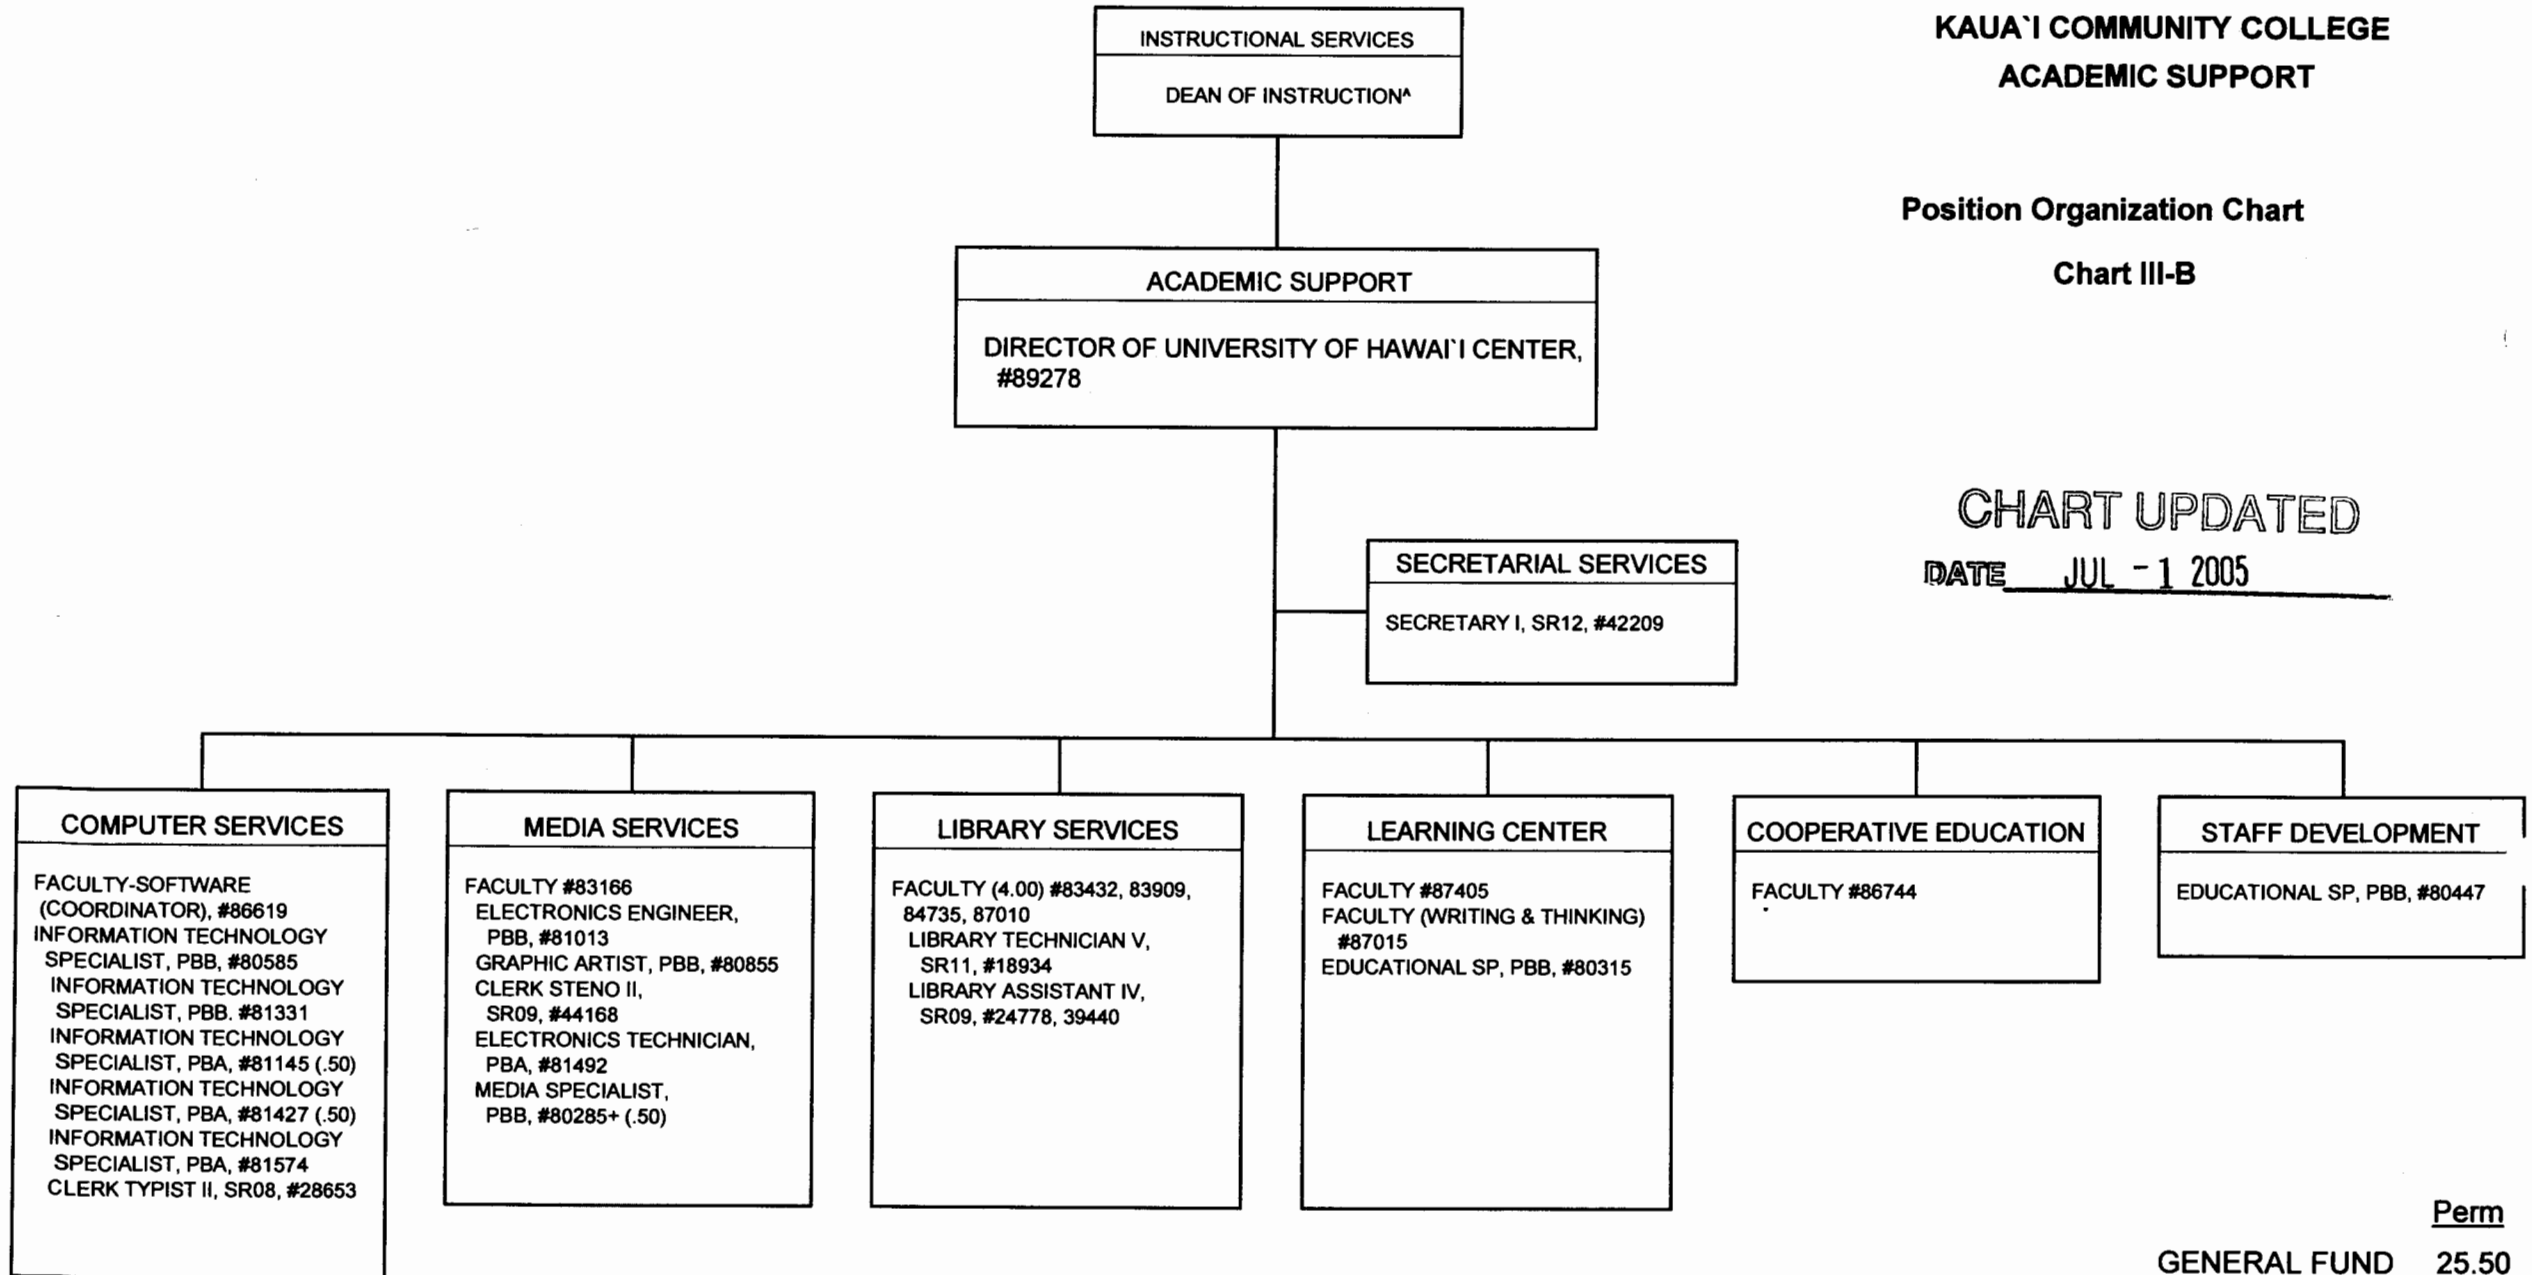 KAUA`I COMMUNITY COLLEGE
ACADEMIC SUPPORT
Position Organization Chart
Chart III-B
CHART UPDATED
DATE JUL - 1 2005
INSTRUCTIONAL SERVICES
DEAN OF INSTRUCTION^
ACADEMIC SUPPORT
DIRECTOR OF UNIVERSITY OF HAWAI`I CENTER,
#89278
SECRETARIAL SERVICES
SECRETARY I, SR12, #42209
COMPUTER SERVICES
FACULTY-SOFTWARE
(COORDINATOR), #86619
INFORMATION TECHNOLOGY
SPECIALIST, PBB, #80585
INFORMATION TECHNOLOGY
SPECIALIST, PBB. #81331
INFORMATION TECHNOLOGY
SPECIALIST, PBA, #81145 (.50)
INFORMATION TECHNOLOGY
SPECIALIST, PBA, #81427 (.50)
INFORMATION TECHNOLOGY
SPECIALIST, PBA, #81574
CLERK TYPIST II, SR08, #28653
MEDIA SERVICES
FACULTY #83166
ELECTRONICS ENGINEER,
PBB, #81013
GRAPHIC ARTIST, PBB, #80855
CLERK STENO II,
SR09, #44168
ELECTRONICS TECHNICIAN,
PBA, #81492
MEDIA SPECIALIST,
PBB, #80285+ (.50)
LIBRARY SERVICES
FACULTY (4.00) #83432, 83909,
84735, 87010
LIBRARY TECHNICIAN V,
SR11, #18934
LIBRARY ASSISTANT IV,
SR09, #24778, 39440
LEARNING CENTER
FACULTY #87405
FACULTY (WRITING & THINKING)
#87015
EDUCATIONAL SP, PBB, #80315
COOPERATIVE EDUCATION
FACULTY #86744
STAFF DEVELOPMENT
EDUCATIONAL SP, PBB, #80447
Perm
GENERAL FUND 25.50